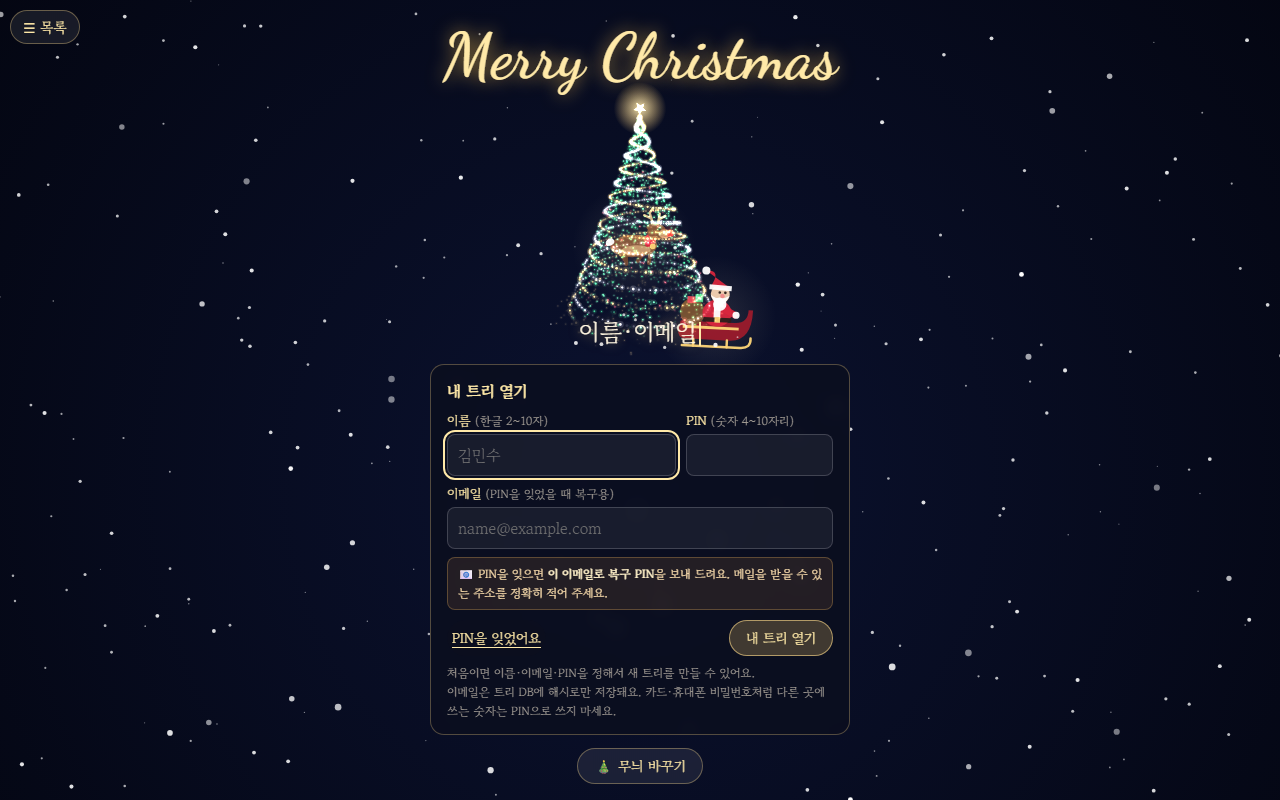 ☰ 목록
Merry Christmas
이름·이메일
내 트리 열기
이름 (한글 2~10자)
PIN (숫자 4~10자리)
김민수
이메일 (PIN을 잊었을 때 복구용)
name@example.com
📧 PIN을 잊으면 이 이메일로 복구 PIN을 보내 드려요. 메일을 받을 수 있
는 주소를 정확히 적어 주세요.
PIN을 잊었어요
내 트리 열기
처음이면 이름·이메일·PIN을 정해서 새 트리를 만들 수 있어요.
이메일은 트리 DB에 해시로만 저장돼요. 카드·휴대폰 비밀번호처럼 다른 곳에
쓰는 숫자는 PIN으로 쓰지 마세요.
🎄 무늬 바꾸기